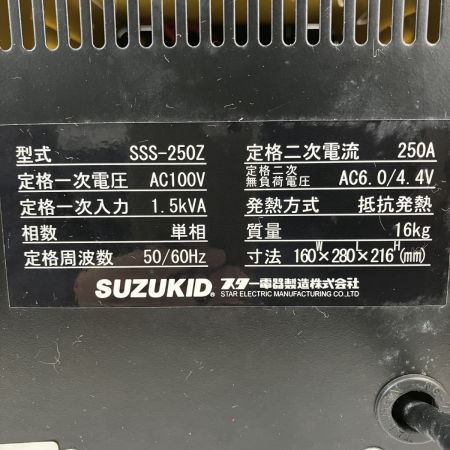 型式 SSS-250Z
定格一次電圧 AC100V
定格一次入力 1.5kVA
相数 単相
定格周波数 50/60Hz
定格二次電流 250A
定格二次
無負荷電圧 AC6.0/4.4V
発熱方式 抵抗発熱
質量 16kg
寸法 160W×280L×216H(mm)
SUZUKID® スター電器製造株式会社
STAR ELECTRIC MANUFACTURING CO.,LTD